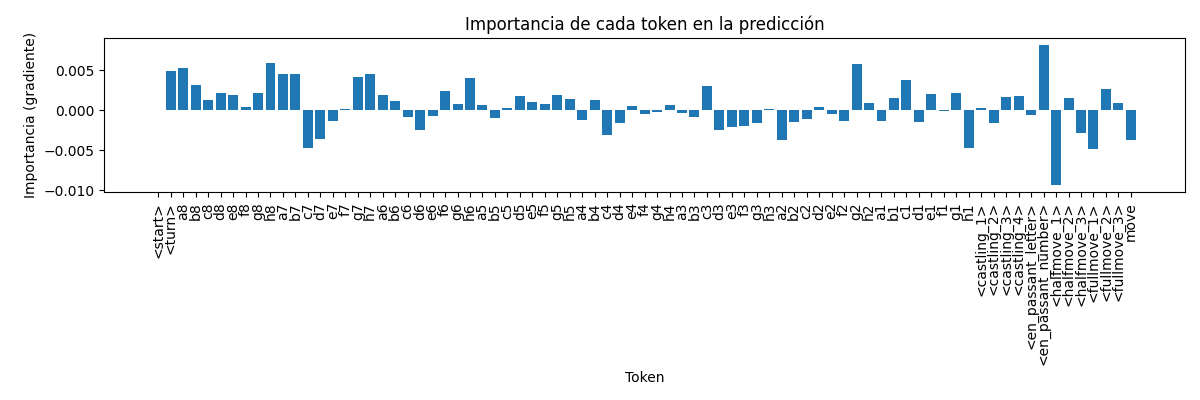 Importancia de cada token en la predicción
Importancia (gradiente)
0.005
0.000
−0.005
−0.010
<start>
<turn>
a8
b8
c8
d8
e8
f8
g8
h8
a7
b7
c7
d7
e7
f7
g7
h7
a6
b6
c6
d6
e6
f6
g6
h6
a5
b5
c5
d5
e5
f5
g5
h5
a4
b4
c4
d4
e4
f4
g4
h4
a3
b3
c3
d3
e3
f3
g3
h3
a2
b2
c2
d2
e2
f2
g2
h2
a1
b1
c1
d1
e1
f1
g1
h1
<castling_1>
<castling_2>
<castling_3>
<castling_4>
<en_passant_letter>
<en_passant_number>
<halfmove_1>
<halfmove_2>
<halfmove_3>
<fullmove_1>
<fullmove_2>
<fullmove_3>
move
Token